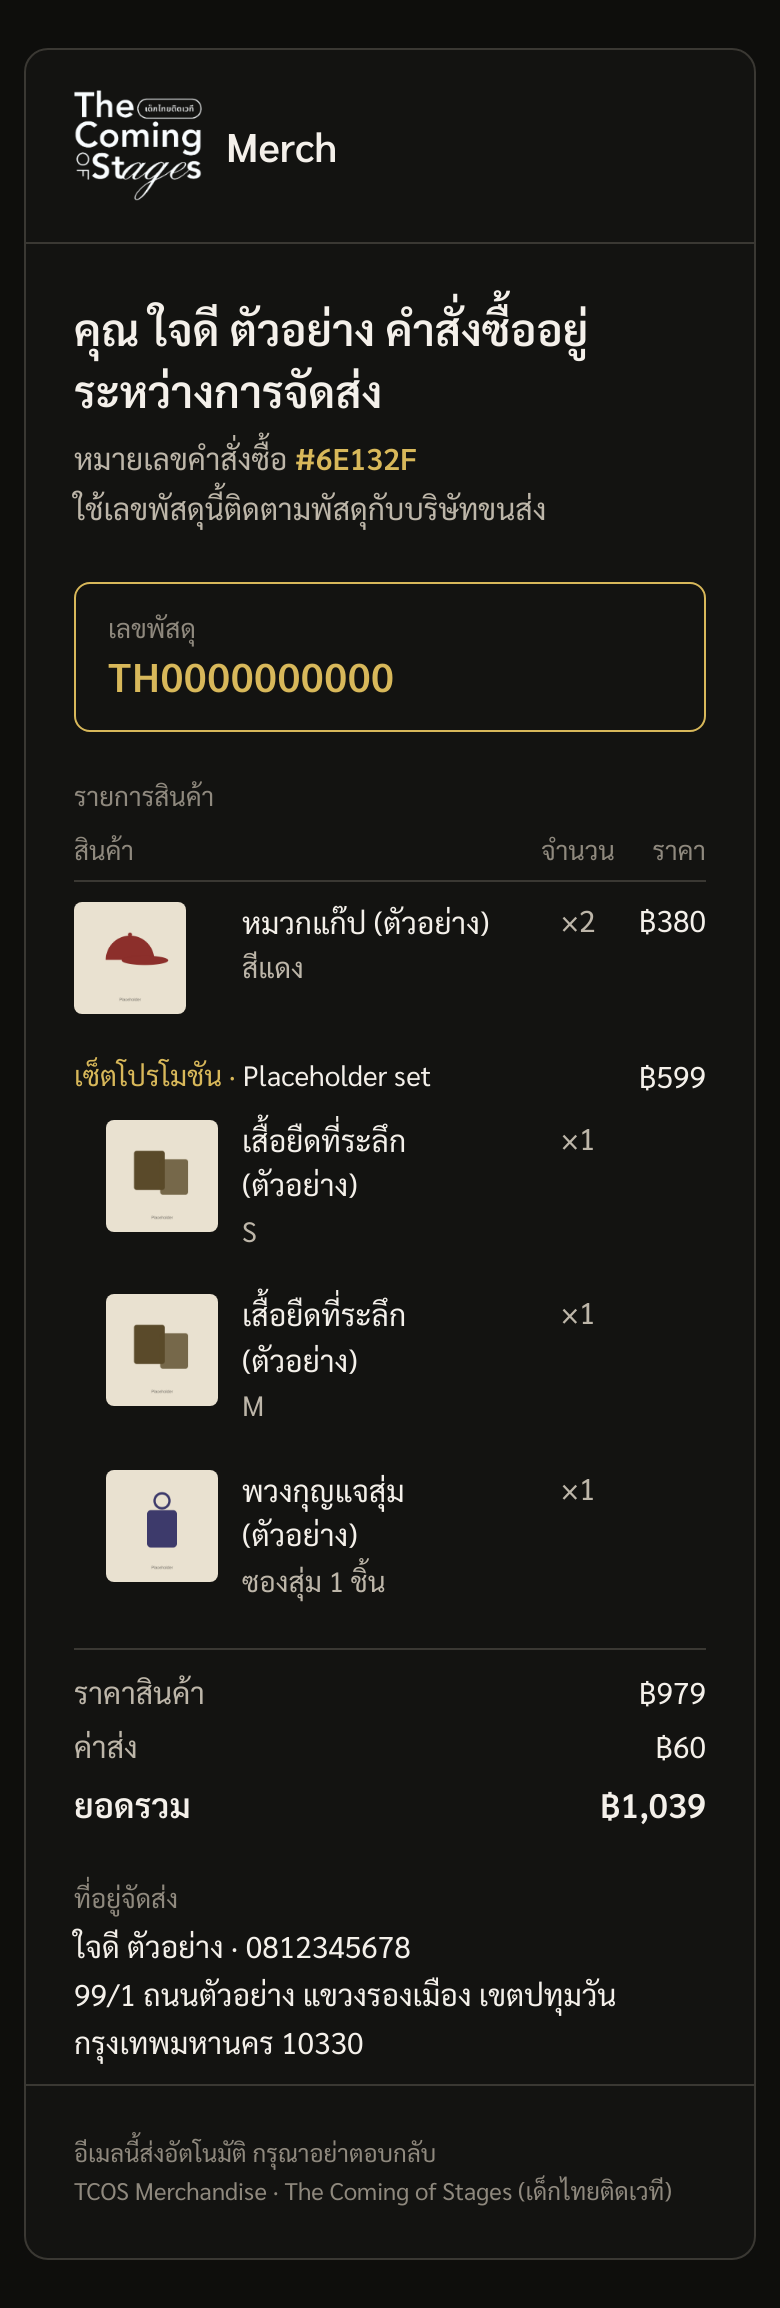 The เด็กไทยติดเวที
Coming
OF Stages
Merch
คุณ ใจดี ตัวอย่าง คำสั่งซื้ออยู่
ระหว่างการจัดส่ง
หมายเลขคำสั่งซื้อ #6E132F
ใช้เลขพัสดุนี้ติดตามพัสดุกับบริษัทขนส่ง
เลขพัสดุ
TH0000000000
รายการสินค้า
สินค้า จำนวน ราคา
หมวกแก๊ป (ตัวอย่าง) ×2 ฿380
สีแดง
Placeholder
เซ็ตโปรโมชัน · Placeholder set ฿599
เสื้อยืดที่ระลึก ×1
(ตัวอย่าง)
S
Placeholder
เสื้อยืดที่ระลึก ×1
(ตัวอย่าง)
M
Placeholder
พวงกุญแจสุ่ม ×1
(ตัวอย่าง)
ซองสุ่ม 1 ชิ้น
Placeholder
ราคาสินค้า ฿979
ค่าส่ง ฿60
ยอดรวม ฿1,039
ที่อยู่จัดส่ง
ใจดี ตัวอย่าง · 0812345678
99/1 ถนนตัวอย่าง แขวงรองเมือง เขตปทุมวัน
กรุงเทพมหานคร 10330
อีเมลนี้ส่งอัตโนมัติ กรุณาอย่าตอบกลับ
TCOS Merchandise · The Coming of Stages (เด็กไทยติดเวที)